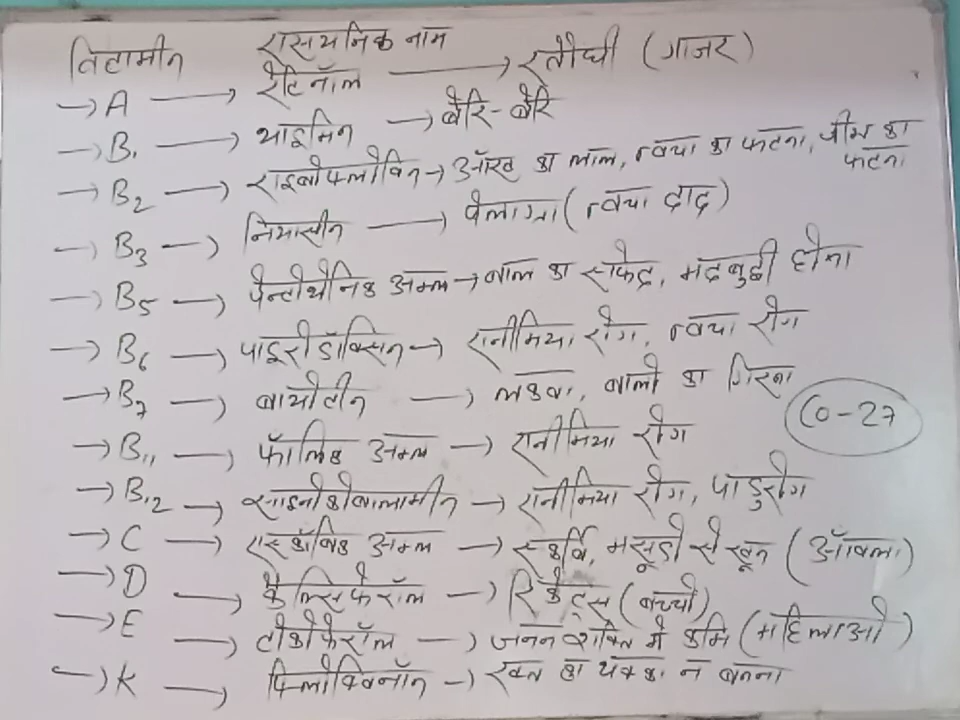 विटामीन रासयनिक नाम
→ A → रेटिनॉल → रतौंधी (गाजर)
→ B₁ → थाइमिन → बैरि-बैरि
→ B₂ → राइबोफ्लोविन → आँख का लाल, त्वचा का फटना, जीभ का फटना
→ B₃ → नियासीन → पेलाग्रा (त्वचा दाद)
→ B₅ → पैन्टोथेनिक अम्ल → बाल का सफेद, मंदबुद्धी होना
→ B₆ → पाइरीडॉक्सिन → एनीमिया रोग, त्वचा रोग
→ B₇ → बायोटीन → लकवा, बालो का गिरना
CO-27
→ B₁₁ → फॉलिक अम्ल → एनीमिया रोग
→ B₁₂ → साइनोकोबालामीन → एनीमिया रोग, पांडुरोग
→ C → एस्कॉर्बिक अम्ल → स्कर्वि, मसूडो से खून (आँवला)
→ D → कैल्सिफेरॉल → रिकेट्स (बच्चो)
→ E → टोकोफेरॉल → जनन शक्ति मे कमि (महिलाओ)
→ K → फिलोक्विनॉन → रक्त का थक्का न बनना